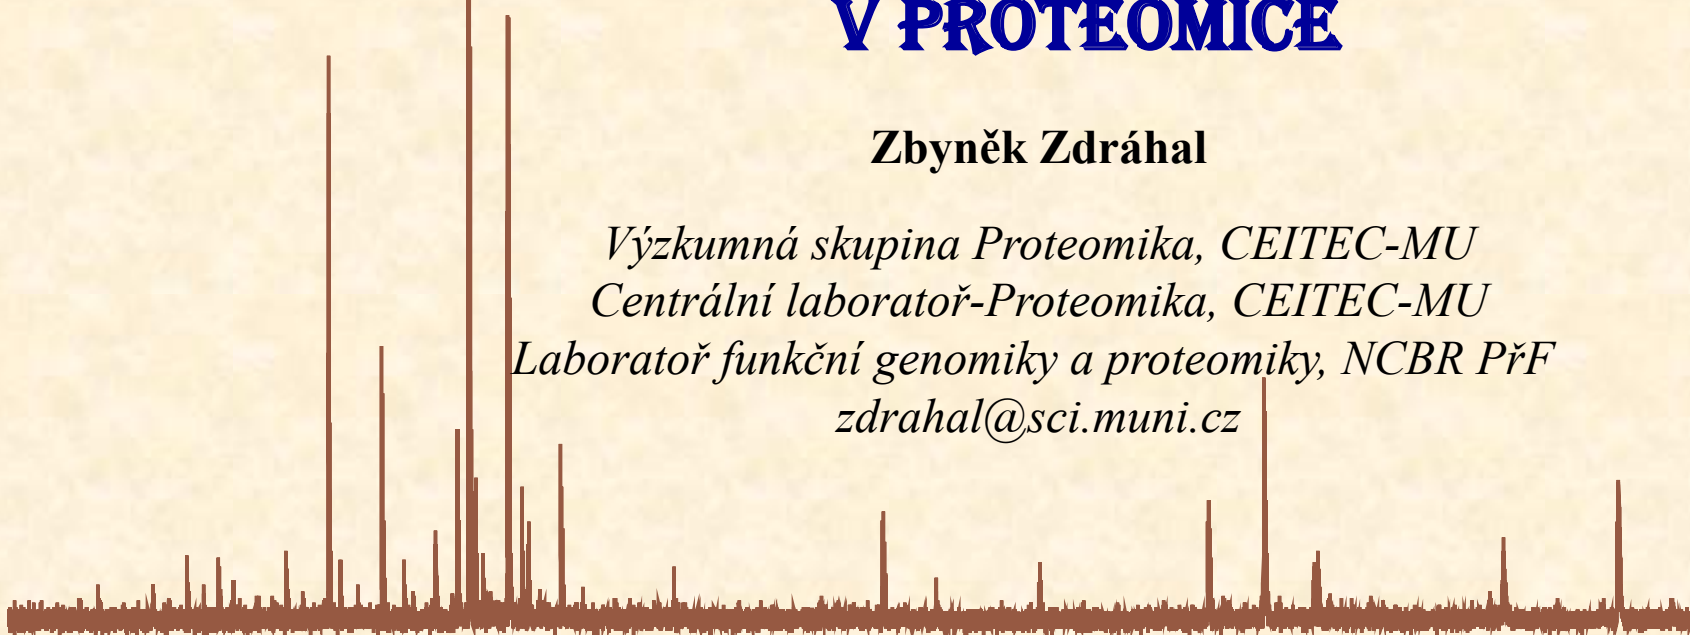 V PROTEOMICE
Zbyněk Zdráhal
Výzkumná skupina Proteomika, CEITEC-MU
Centrální laboratoř-Proteomika, CEITEC-MU
Laboratoř funkční genomiky a proteomiky, NCBR PřF
zdrahal@sci.muni.cz